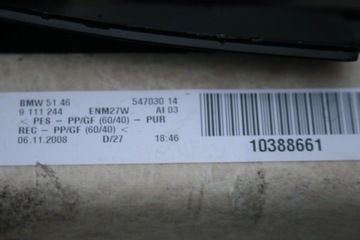 BMW 51.46 547030 14
9 111 244 ENM27W AI 03
< PES - PP/GF (60/40) - PUR
REC - PP/GF (60/40) <
06.11.2008 D/27 18:46
10388661